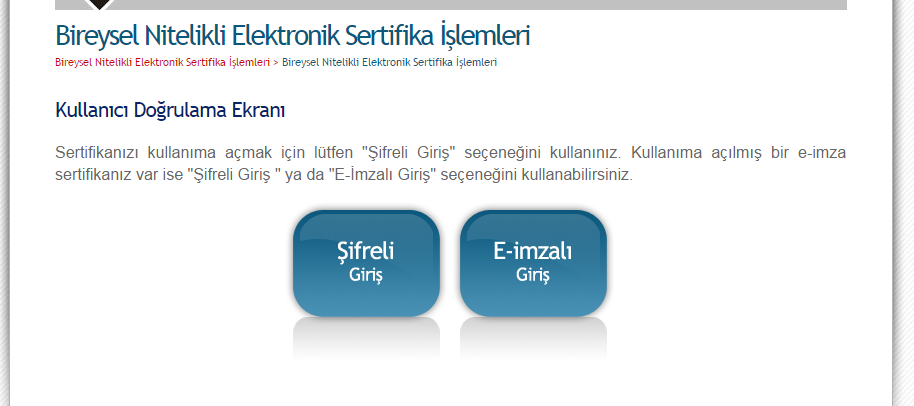 Bireysel Nitelikli Elektronik Sertifika İşlemleri
Bireysel Nitelikli Elektronik Sertifika İşlemleri > Bireysel Nitelikli Elektronik Sertifika İşlemleri
Kullanıcı Doğrulama Ekranı
Sertifikanızı kullanıma açmak için lütfen "Şifreli Giriş" seçeneğini kullanınız. Kullanıma açılmış bir e-imza
sertifikanız var ise "Şifreli Giriş " ya da "E-İmzalı Giriş" seçeneğini kullanabilirsiniz.
Şifreli
Giriş
E-imzalı
Giriş